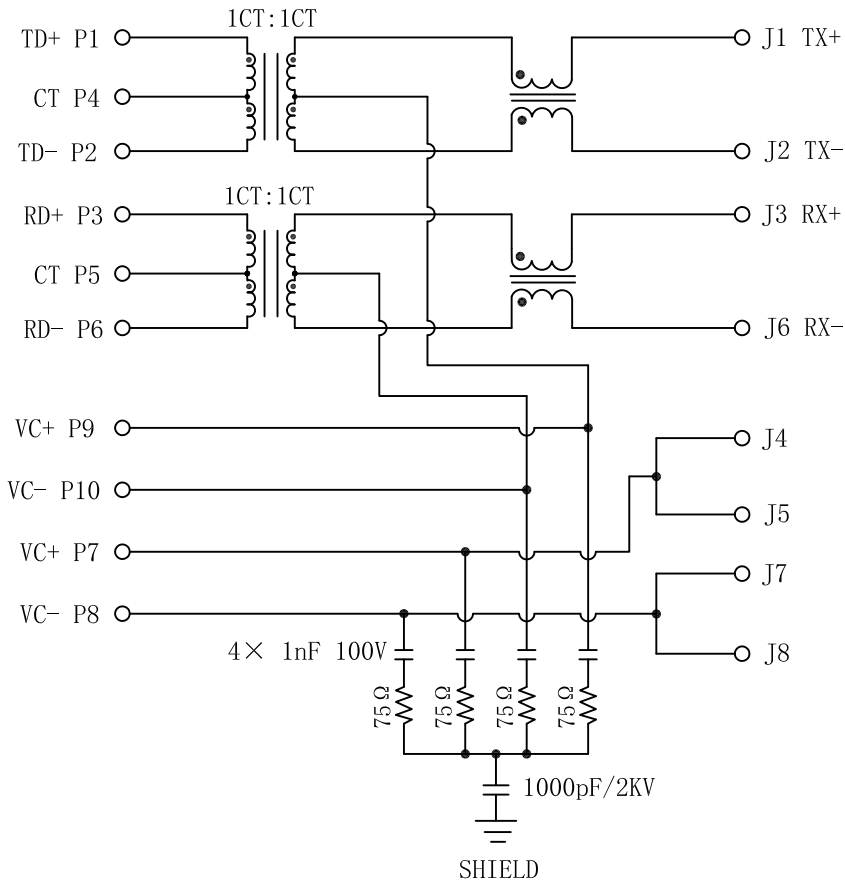 1CT:1CT
TD+ P1
J1 TX+
CT P4
TD- P2
J2 TX-
1CT:1CT
RD+ P3
J3 RX+
CT P5
RD- P6
J6 RX-
VC+ P9
J4
VC- P10
J5
VC+ P7
J7
VC- P8
4× 1nF 100V
J8
75Ω
75Ω
75Ω
75Ω
1000pF/2KV
SHIELD